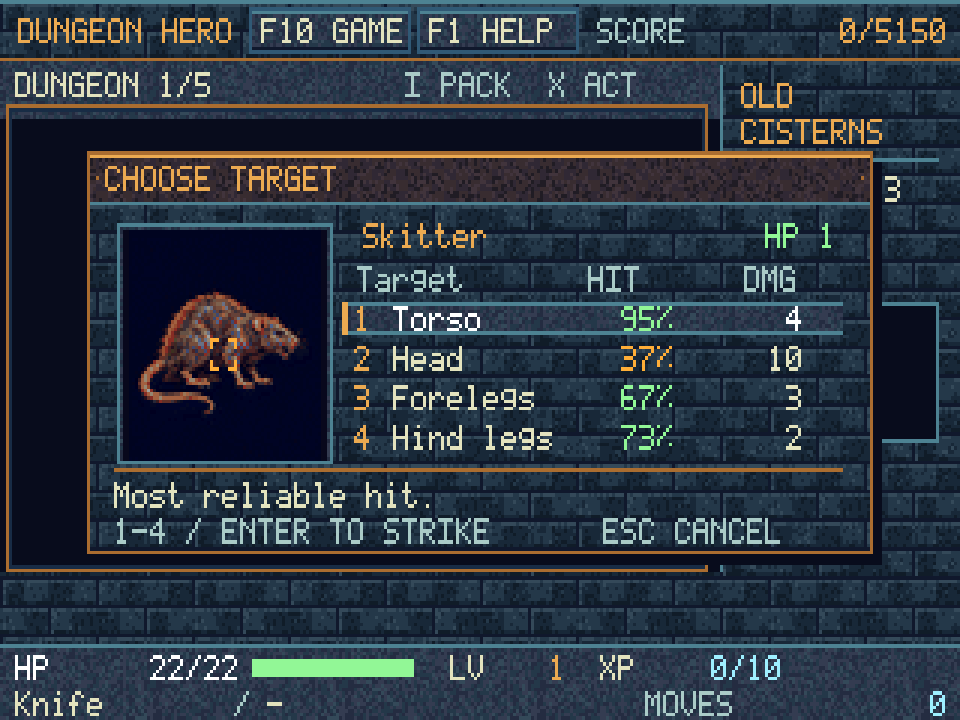 DUNGEON HERO F10 GAME F1 HELP SCORE 0/5150
DUNGEON 1/5 I PACK X ACT
OLD
CISTERNS
3
CHOOSE TARGET
Skitter HP 1
Target HIT DMG
1 Torso 95% 4
2 Head 37% 10
3 Forelegs 67% 3
4 Hind legs 73% 2
Most reliable hit.
1-4 / ENTER TO STRIKE ESC CANCEL
HP 22/22 LV 1 XP 0/10
Knife / - MOVES 0